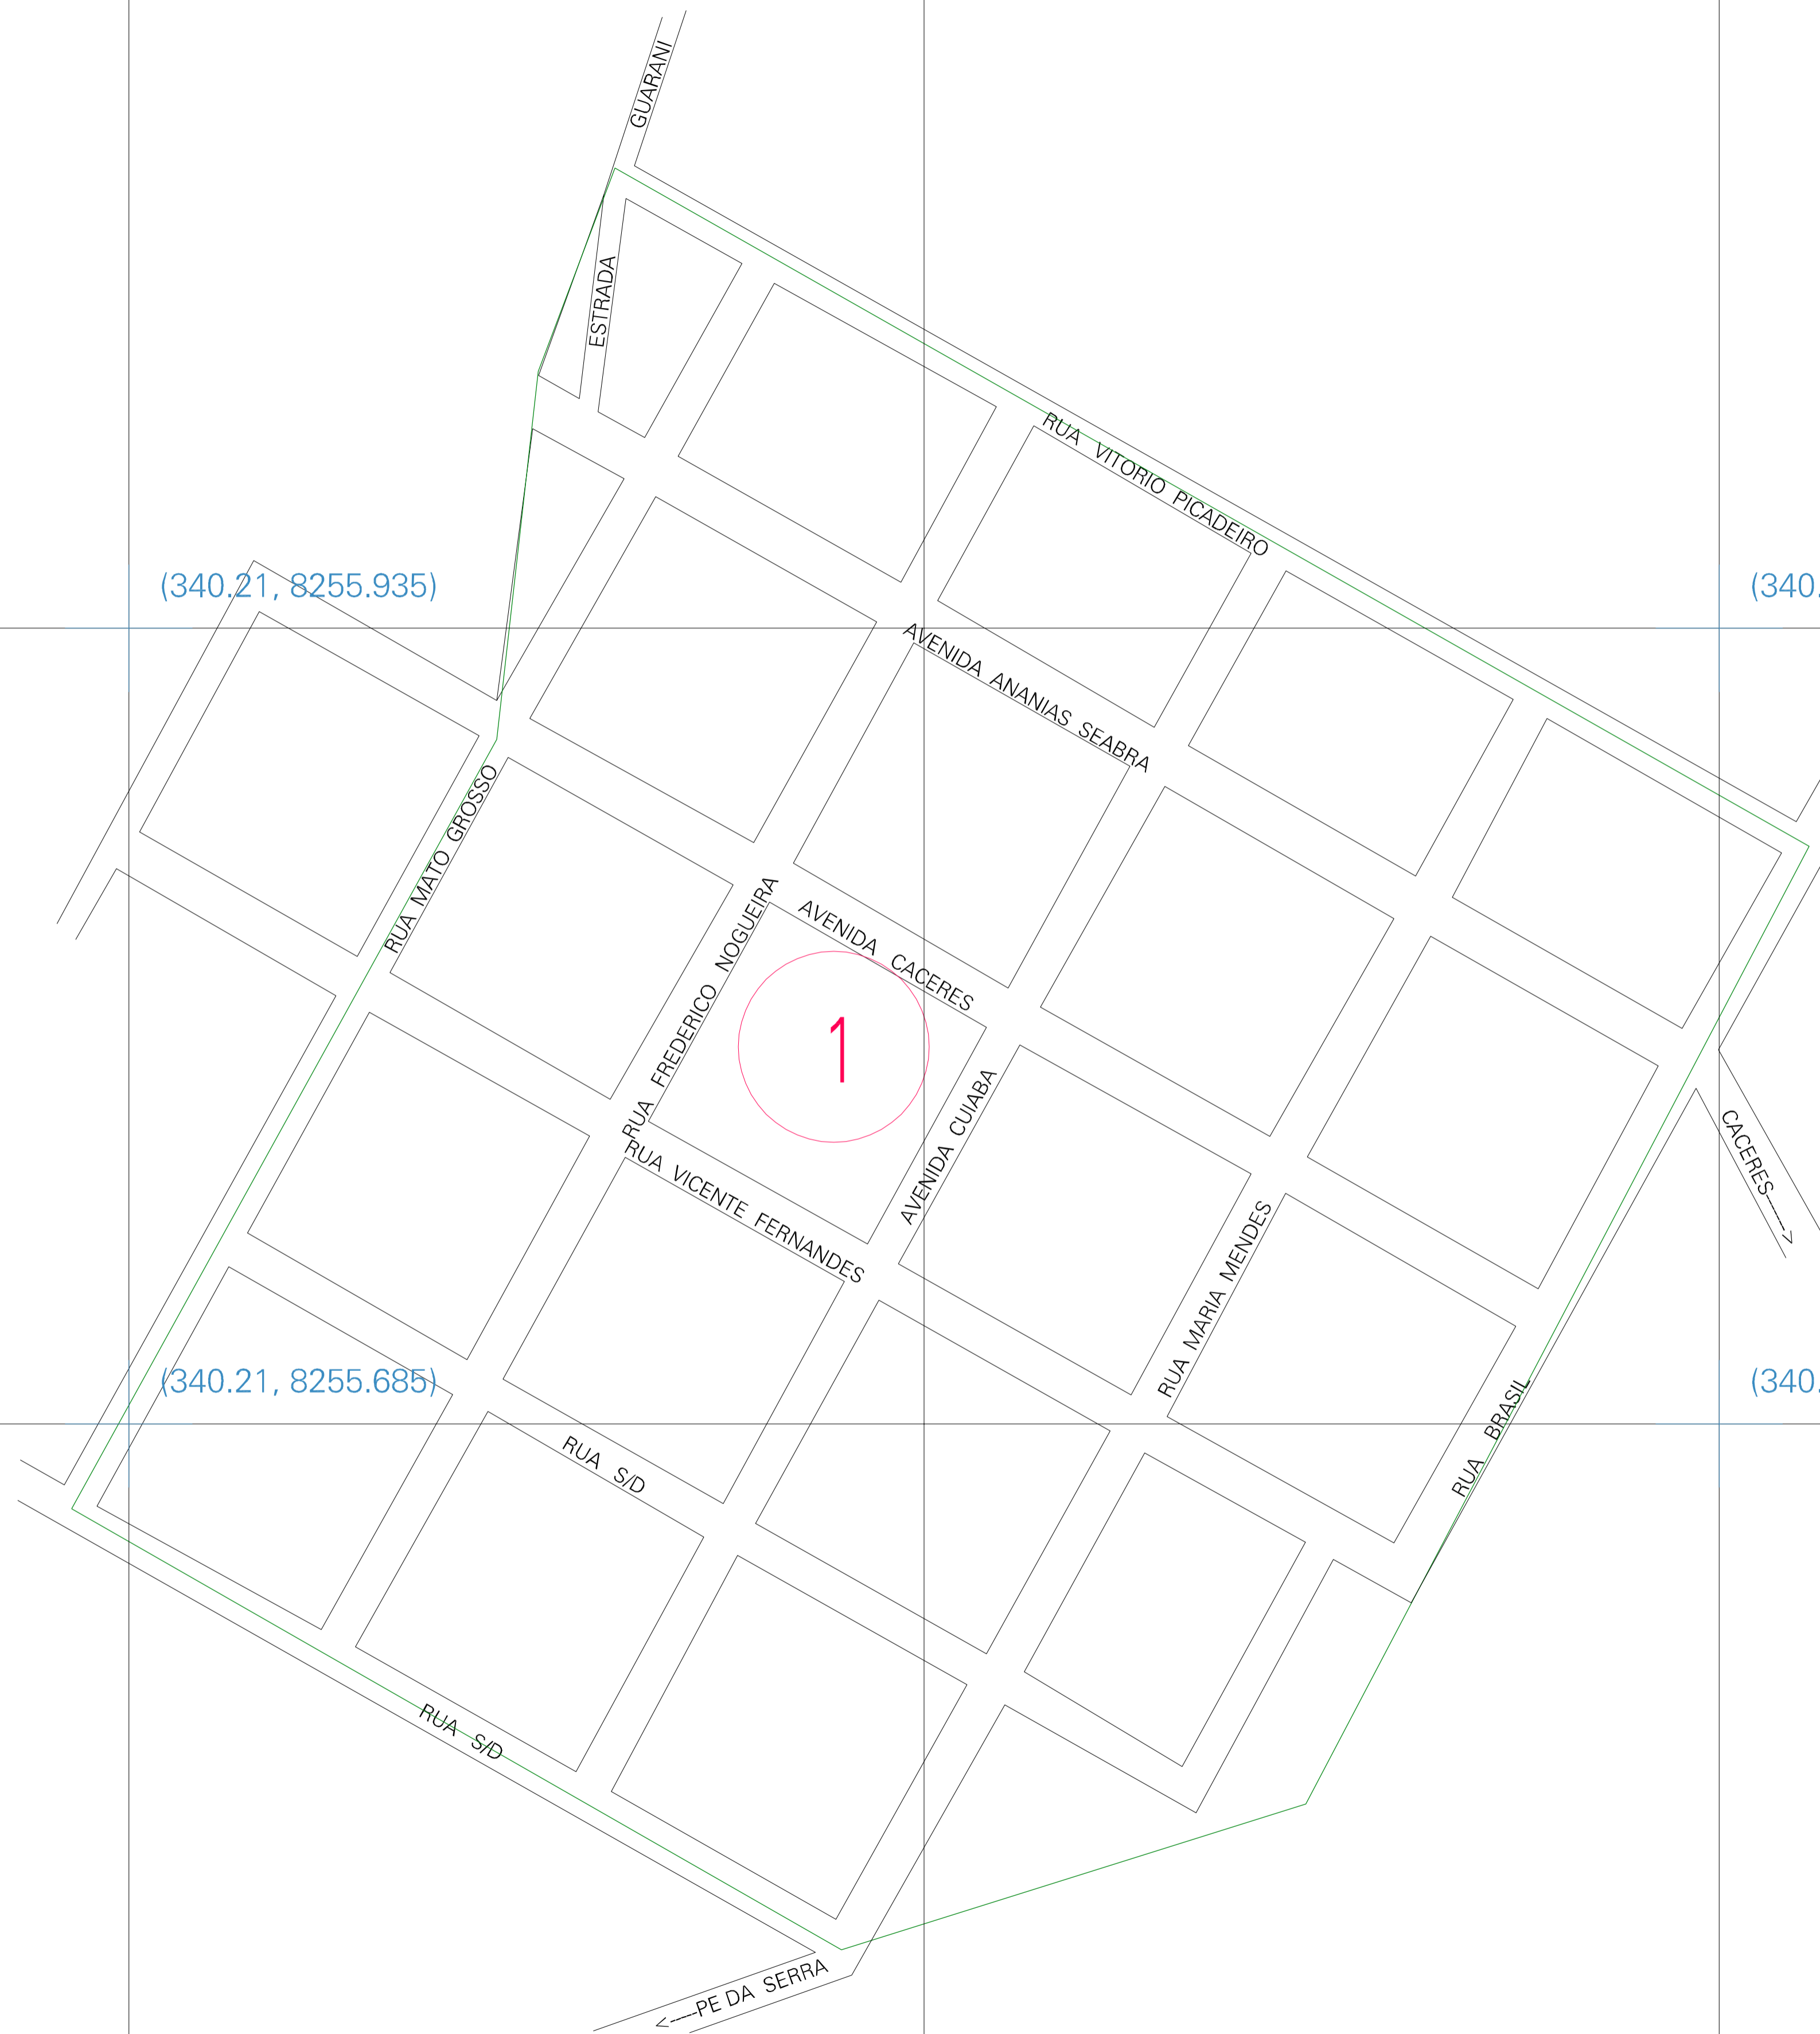 GUARANI
ESTRADA
RUA VITORIO PICADEIRO
(340.21, 8255.935)
(340.
AVENIDA ANANIAS SEABRA
RUA MATO GROSSO
RUA FREDERICO NOGUEIRA
AVENIDA CACERES
1
AVENIDA CUIABA
CACERES----->
RUA VICENTE FERNANDES
RUA MARIA MENDES
(340.21, 8255.685)
(340.
RUA BRASIL
RUA S/D
RUA S/D
<----PE DA SERRA